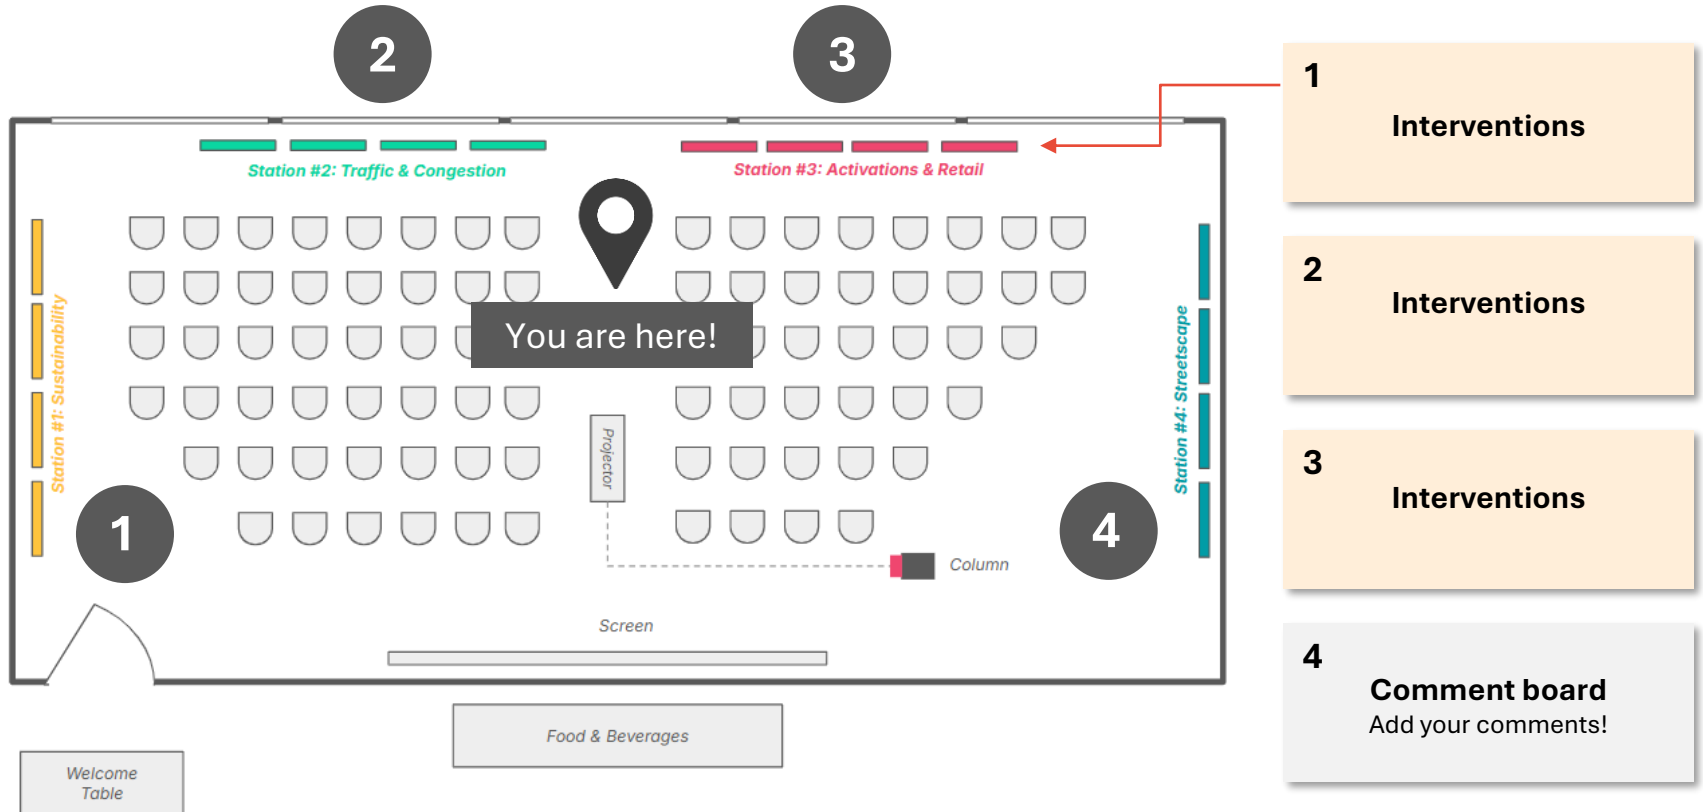 2
3
Station #2: Traffic & Congestion
Station #3: Activations & Retail
You are here!
Station #1: Sustainability
Projector
Station #4: Streetscape
1
4
Column
Screen
Food & Beverages
Welcome
Table
1
Interventions
2
Interventions
3
Interventions
4
Comment board
Add your comments!